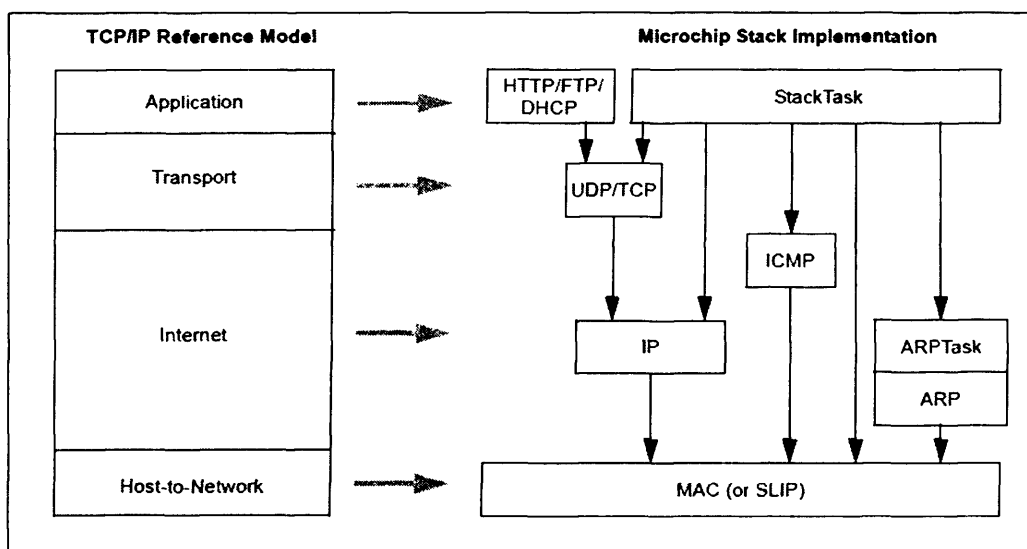 TCP/IP Reference Model
Microchip Stack Implementation
Application
HTTP/FTP/
DHCP
StackTask
Transport
UDP/TCP
ICMP
Internet
IP
ARPTask
ARP
Host-to-Network
MAC (or SLIP)